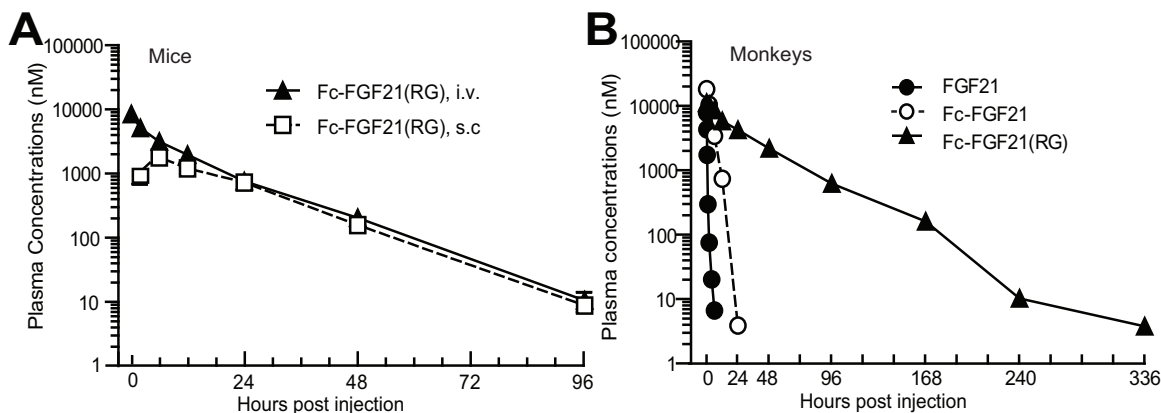 A
Mice
Plasma Concentrations (nM)
100000
10000
1000
100
10
1
Fc-FGF21(RG), i.v.
Fc-FGF21(RG), s.c
0 24 48 72 96
Hours post injection
B
Monkeys
Plasma concentrations (nM)
100000
10000
1000
100
10
1
FGF21
Fc-FGF21
Fc-FGF21(RG)
0 24 48 96 168 240 336
Hours post injection